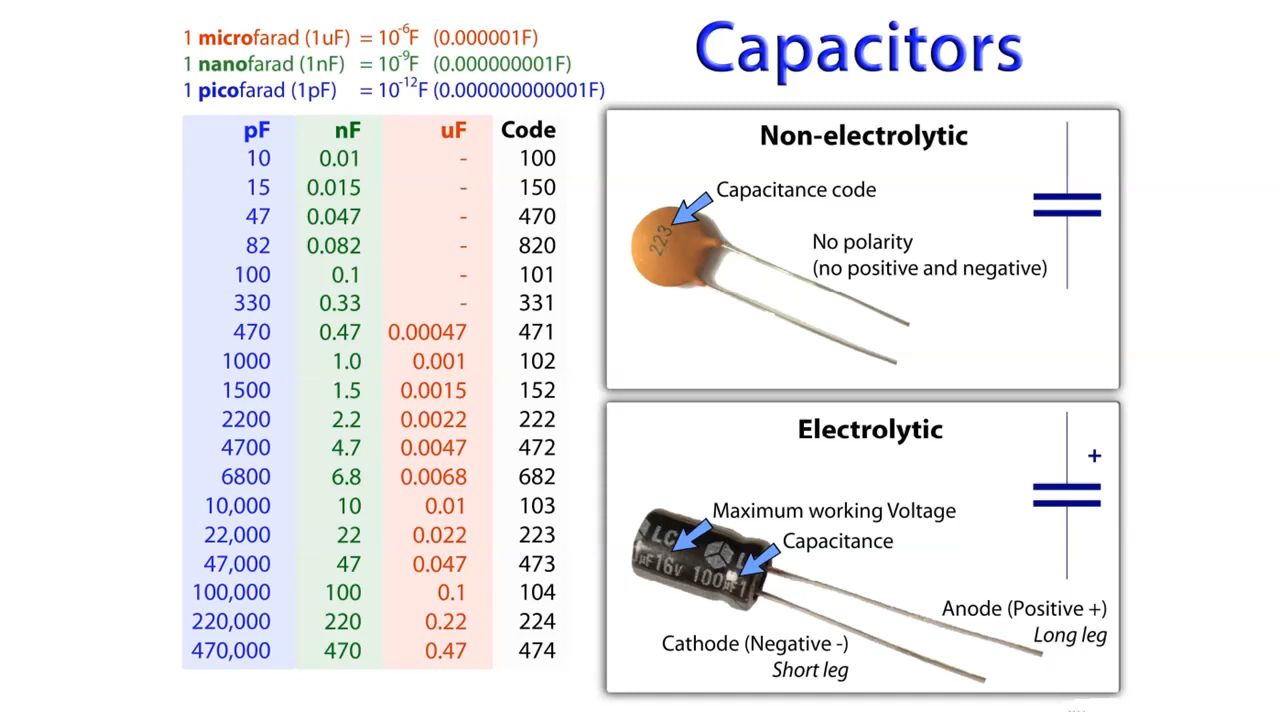 Capacitors
1 microfarad (1uF) = 10-6F (0.000001F)
1 nanofarad (1nF) = 10-9F (0.000000001F)
1 picofarad (1pF) = 10-12F (0.000000000001F)
pF nF uF Code
10 0.01 - 100
15 0.015 - 150
47 0.047 - 470
82 0.082 - 820
100 0.1 - 101
330 0.33 - 331
470 0.47 0.00047 471
1000 1.0 0.001 102
1500 1.5 0.0015 152
2200 2.2 0.0022 222
4700 4.7 0.0047 472
6800 6.8 0.0068 682
10,000 10 0.01 103
22,000 22 0.022 223
47,000 47 0.047 473
100,000 100 0.1 104
220,000 220 0.22 224
470,000 470 0.47 474
Non-electrolytic
Capacitance code
223
No polarity
(no positive and negative)
Electrolytic
+
Maximum working Voltage
Capacitance
LC
L
µF16v 100µF1
Anode (Positive +)
Long leg
Cathode (Negative -)
Short leg